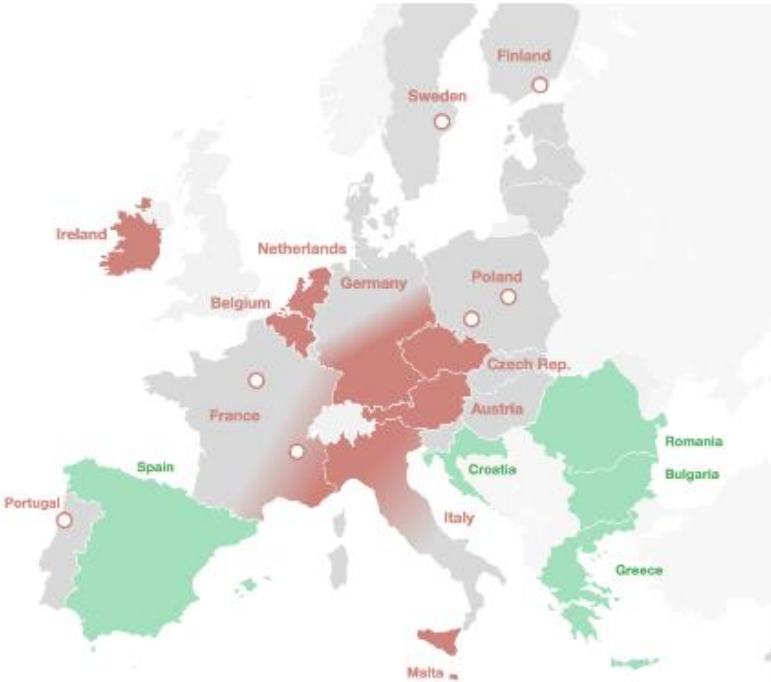 Finland
Sweden
Ireland
Netherlands
Germany
Poland
Belgium
Czech Rep.
France
Austria
Romania
Spain
Croatia
Bulgaria
Portugal
Italy
Greece
Malta